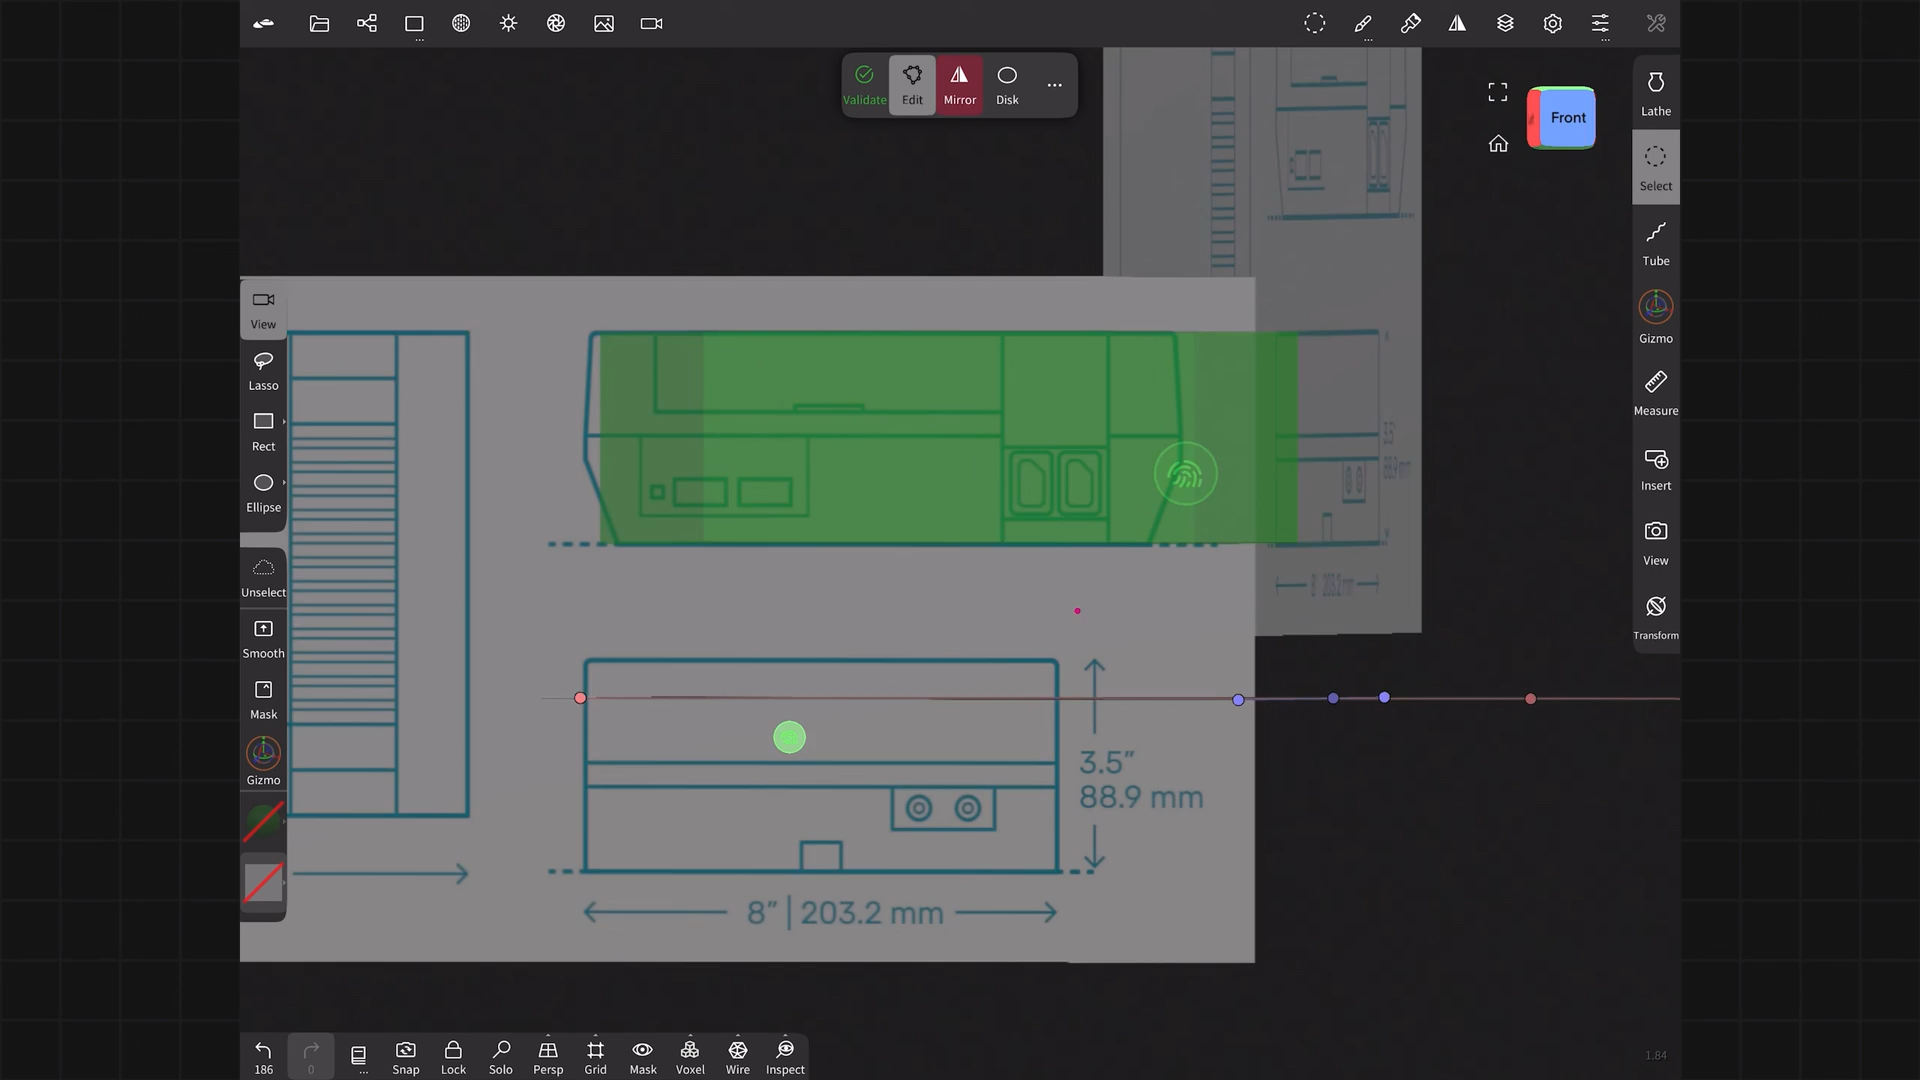 Validate
Edit
Mirror
Disk
...
Front
Lathe
Select
Tube
Gizmo
Measure
Insert
View
Transform
View
Lasso
Rect
Ellipse
Unselect
Smooth
Mask
Gizmo
3.5"
88.9 mm
8" | 203.2 mm
186
0
...
Snap
Lock
Solo
Persp
Grid
Mask
Voxel
Wire
Inspect
1.84